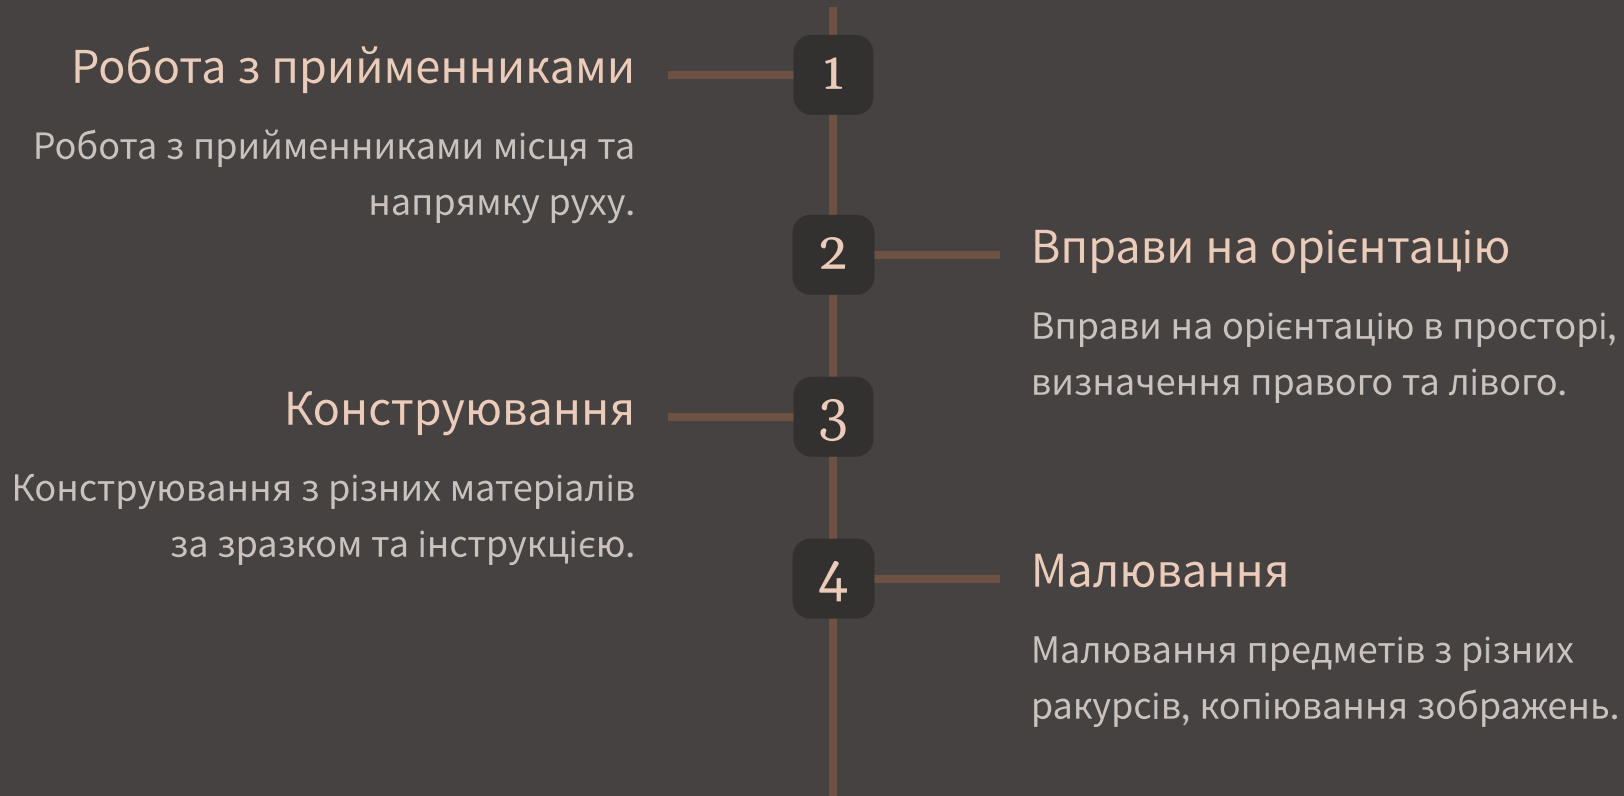 Робота з прийменниками
1
Робота з прийменниками місця та
напрямку руху.
2
Вправи на орієнтацію
Вправи на орієнтацію в просторі,
визначення правого та лівого.
Конструювання
3
Конструювання з різних матеріалів
за зразком та інструкцією.
4
Малювання
Малювання предметів з різних
ракурсів, копіювання зображень.